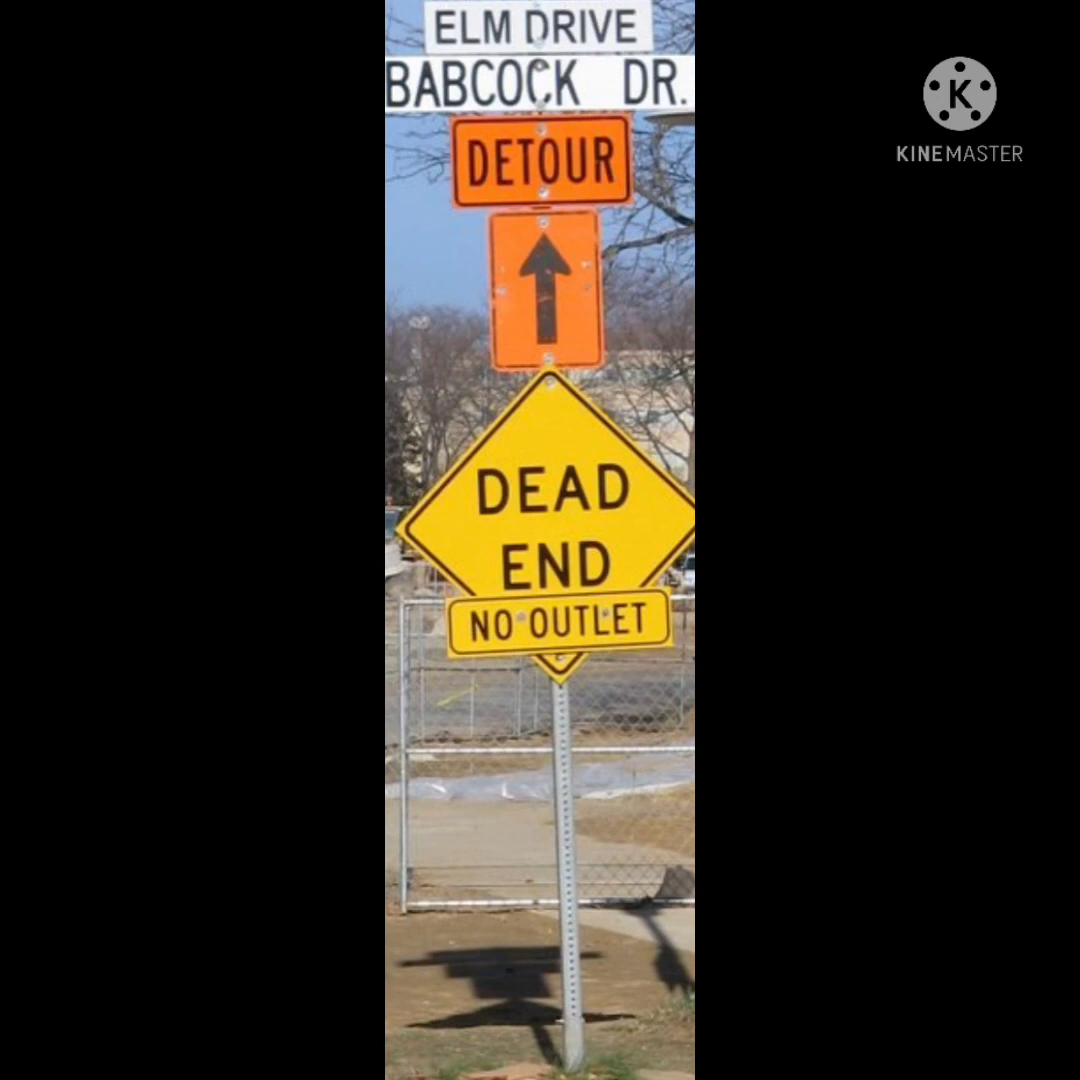 ELM DRIVE
BABCOCK DR.
DETOUR
DEAD
END
NO OUTLET
K
KINEMASTER